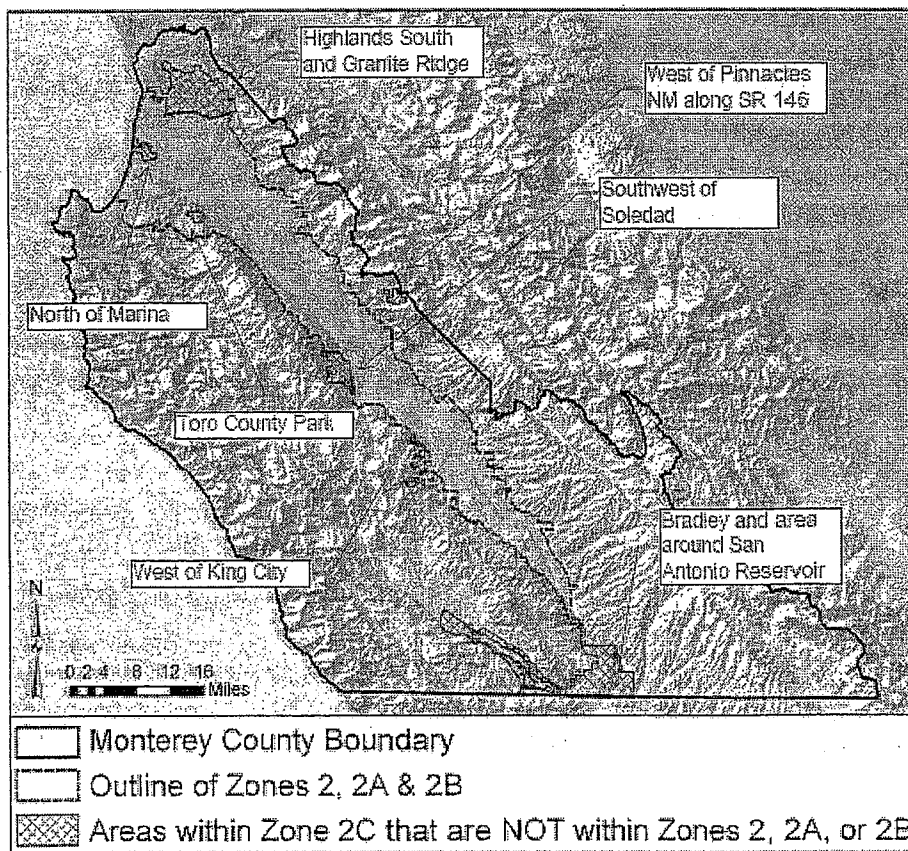 Highlands South
and Granite Ridge
West of Pinnacles
NM along SR 146
Southwest of
Soledad
North of Marina
Toro County Park
Bradley and area
around San
Antonio Reservoir
West of King City
N
0 2 4 8 12 16
Miles
Monterey County Boundary
Outline of Zones 2, 2A & 2B
Areas within Zone 2C that are NOT within Zones 2, 2A, or 2B